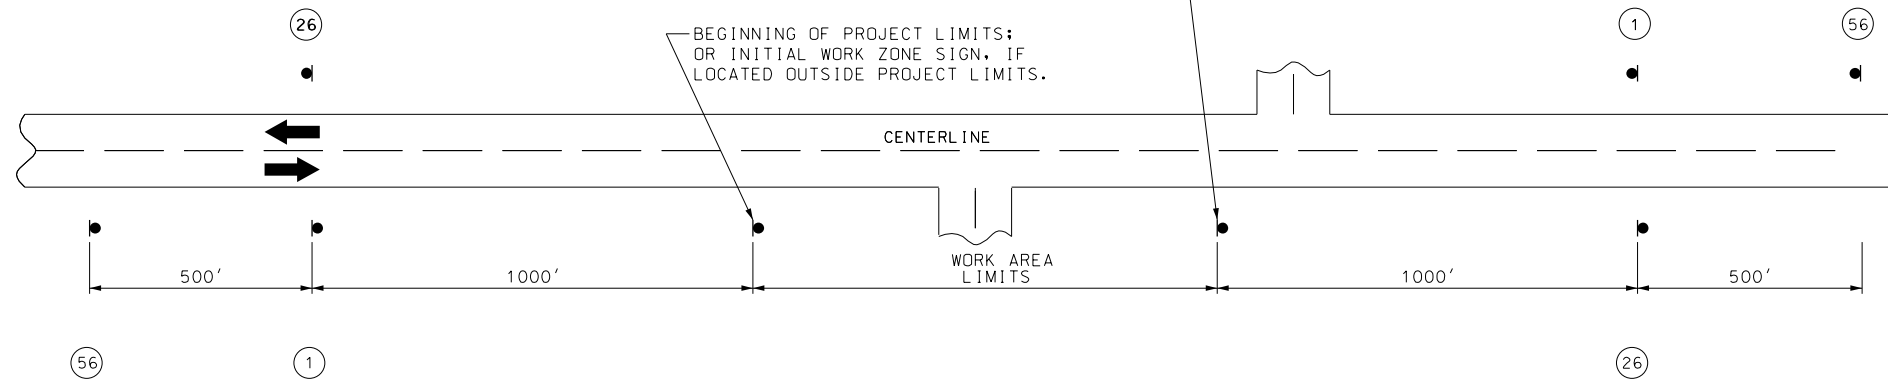 26
1
56
BEGINNING OF PROJECT LIMITS;
OR INITIAL WORK ZONE SIGN, IF
LOCATED OUTSIDE PROJECT LIMITS.
CENTERLINE
WORK AREA
LIMITS
500'
1000'
1000'
500'
56
1
26